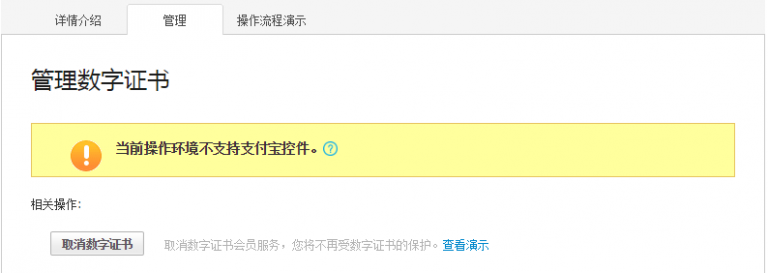 详情介绍 管理 操作流程演示
管理数字证书
当前操作环境不支持支付宝控件。
相关操作:
取消数字证书 取消数字证书会员服务，您将不再受数字证书的保护。查看演示